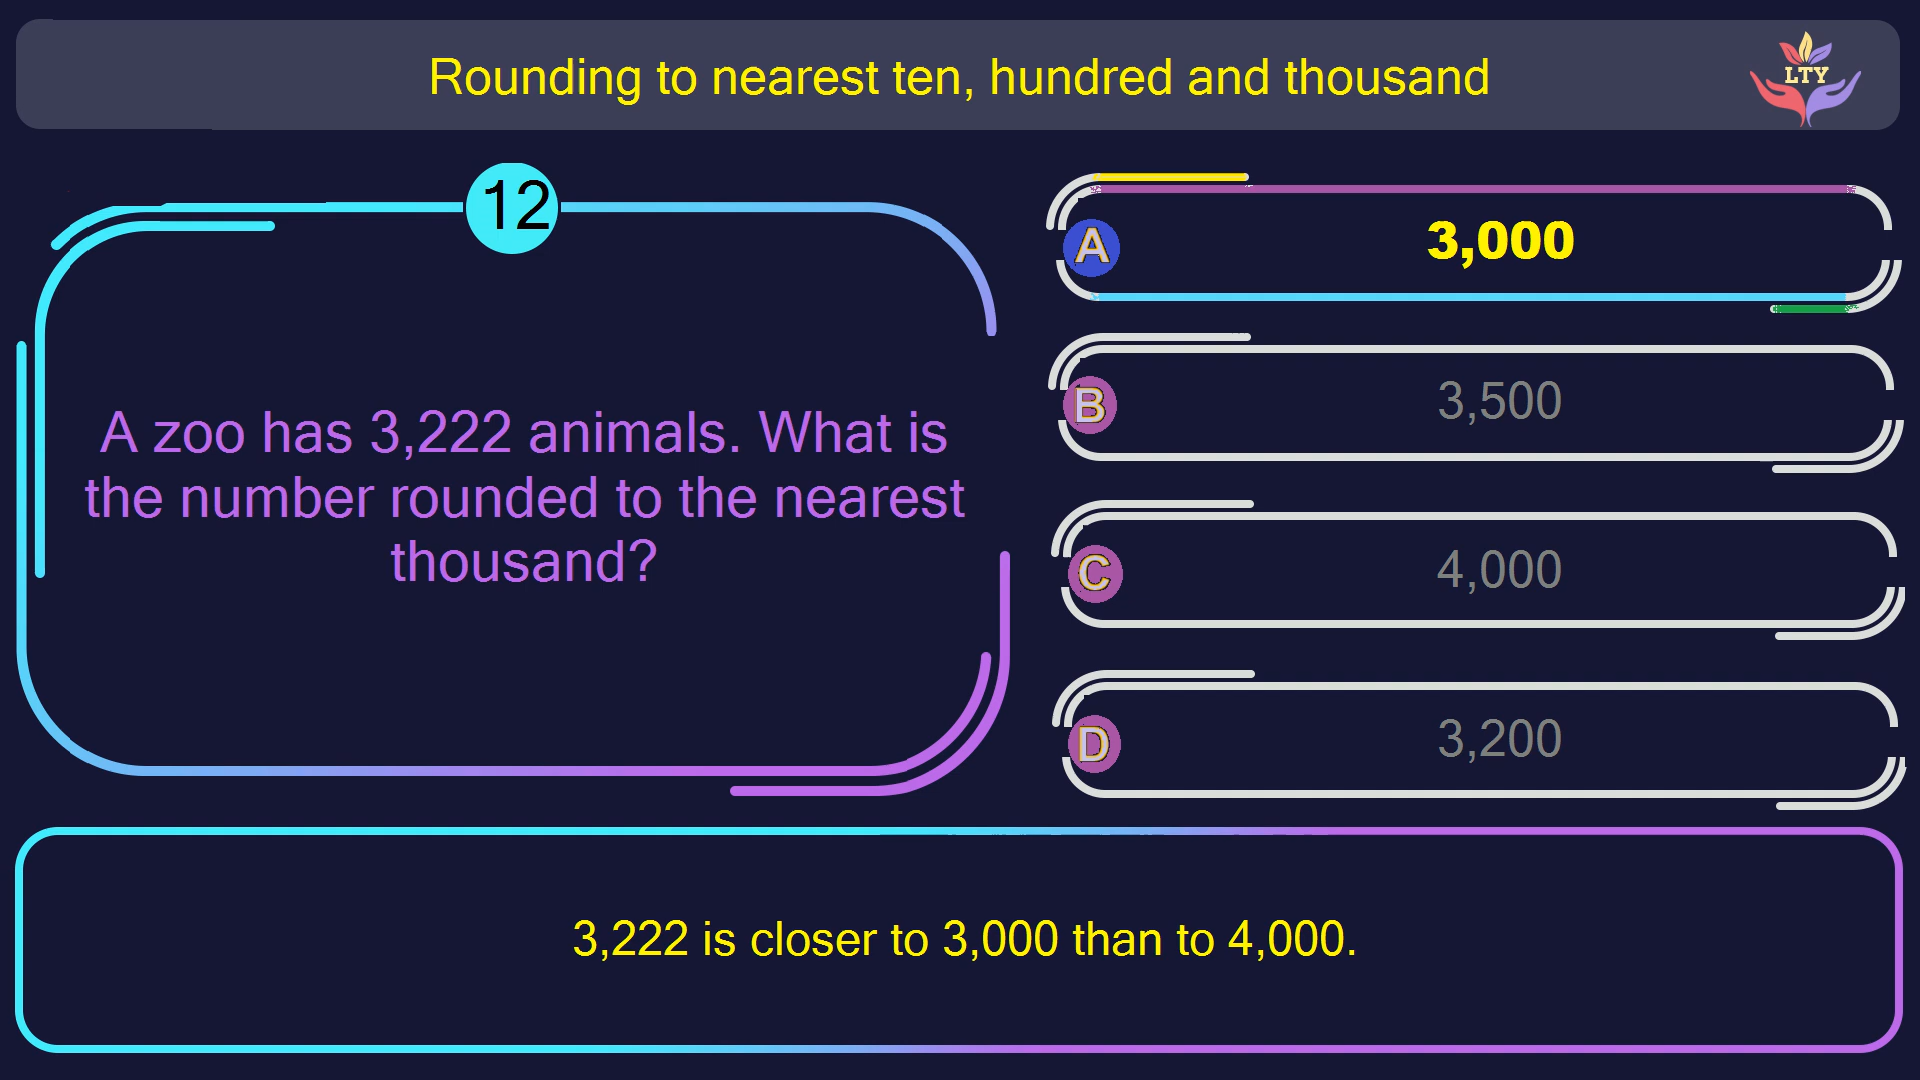 Rounding to nearest ten, hundred and thousand
LTY
12
A zoo has 3,222 animals. What is
the number rounded to the nearest
thousand?
A
3,000
B
3,500
C
4,000
D
3,200
3,222 is closer to 3,000 than to 4,000.